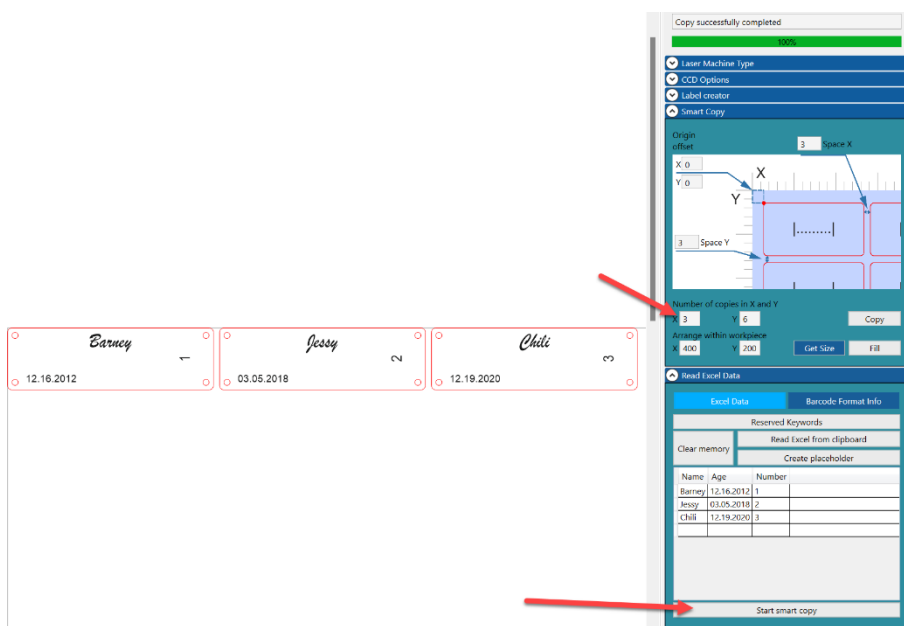 Copy successfully completed
100%
Laser Machine Type
CCD Options
Label creator
Smart Copy
Origin offset
3 Space X
X 0
Y 0
X
Y
|.........|
3 Space Y
Number of copies in X and Y
X 3 Y 6 Copy
Arrange within workpiece
X 400 Y 200 Get Size Fill
Read Excel Data
Excel Data Barcode Format Info
Reserved Keywords
Clear memory
Read Excel from clipboard
Create placeholder
Name Age Number
Barney 12.16.2012 1
Jessy 03.05.2018 2
Chili 12.19.2020 3
Start smart copy
Barney 1
12.16.2012
Jessy 2
03.05.2018
Chili 3
12.19.2020